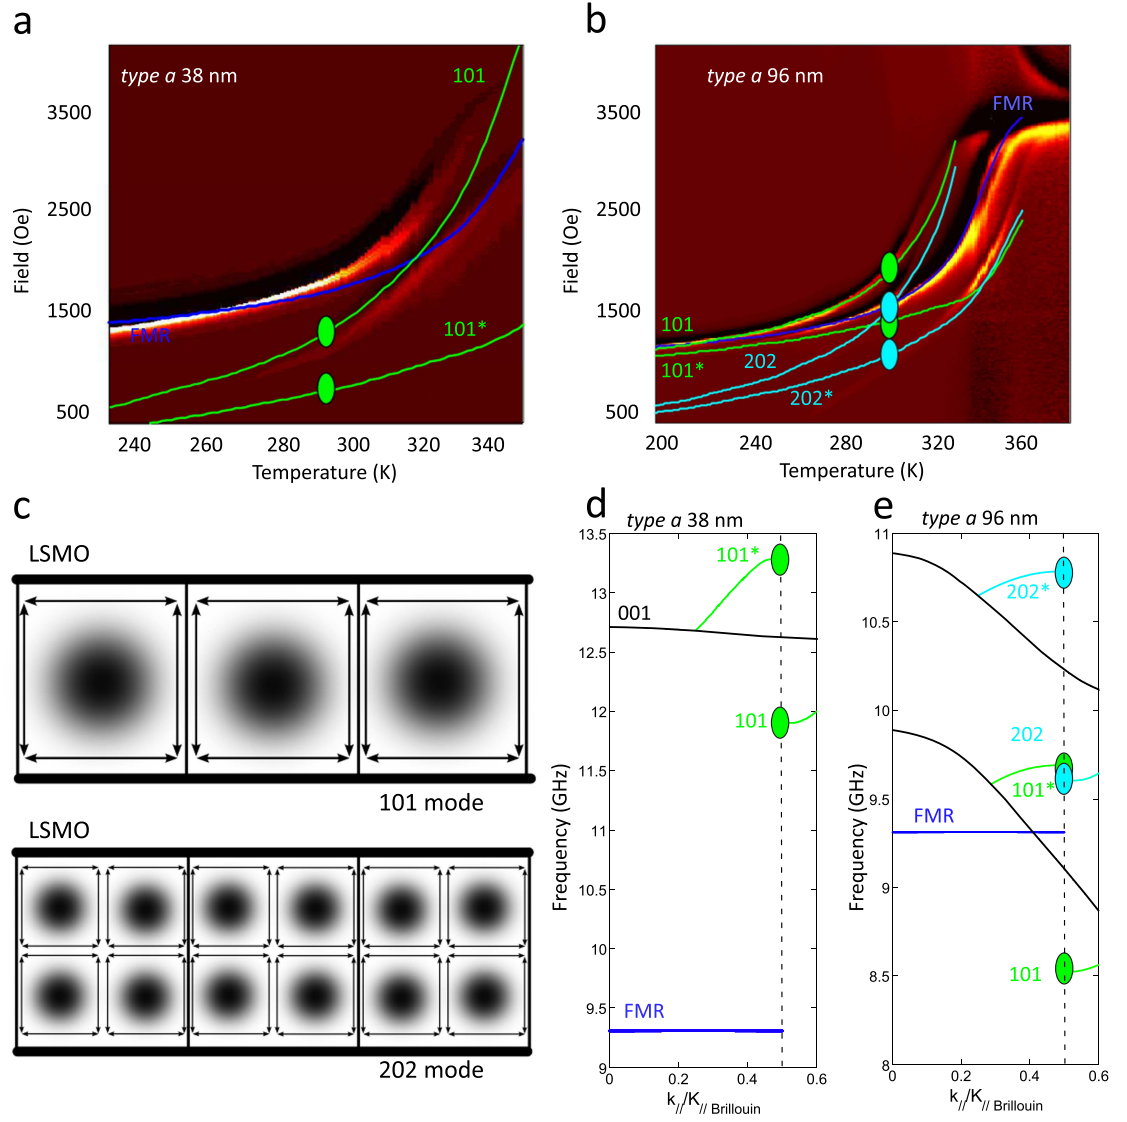 a
type a 38 nm
101
FMR
101*
3500
2500
1500
500
Field (Oe)
240 260 280 300 320 340
Temperature (K)
b
type a 96 nm
FMR
101
101*
202
202*
3500
2500
1500
500
Field (Oe)
200 240 280 320 360
Temperature (K)
c
LSMO
101 mode
LSMO
202 mode
d
type a 38 nm
13.5
13
12.5
12
11.5
11
10.5
10
9.5
9
Frequency (GHz)
101*
001
101
FMR
0 0.2 0.4 0.6
k// /K// Brillouin
e
type a 96 nm
11
10.5
10
9.5
9
8.5
8
Frequency (GHz)
202*
202
101*
FMR
101
0 0.2 0.4 0.6
k// /K// Brillouin